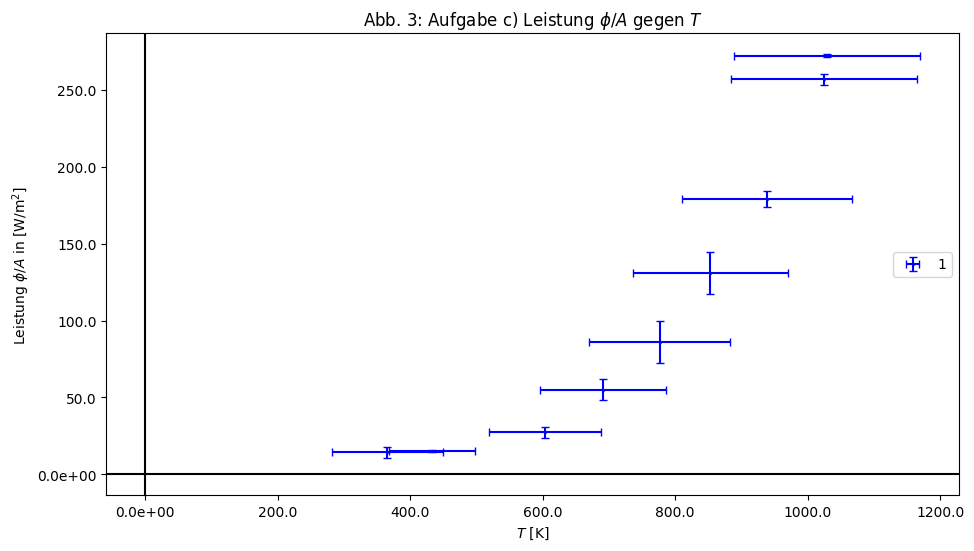 Abb. 3: Aufgabe c) Leistung ϕ/A gegen T
250.0
200.0
150.0
100.0
50.0
0.0e+00
Leistung ϕ/A in [W/m²]
1
0.0e+00 200.0 400.0 600.0 800.0 1000.0 1200.0
T [K]